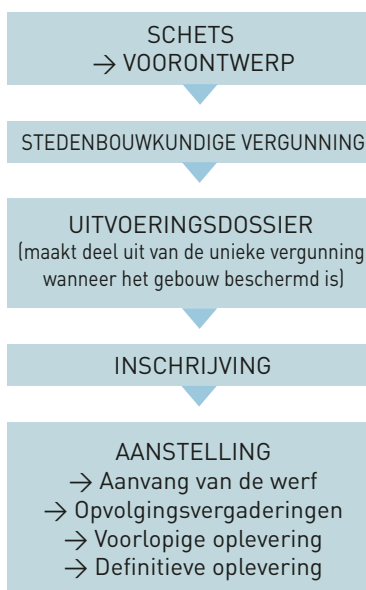 SCHETS
→ VOORONTWERP
STEDENBOUWKUNDIGE VERGUNNING
UITVOERINGSDOSSIER
(maakt deel uit van de unieke vergunning
wanneer het gebouw beschermd is)
INSCHRIJVING
AANSTELLING
→ Aanvang van de werf
→ Opvolgingsvergaderingen
→ Voorlopige oplevering
→ Definitieve oplevering